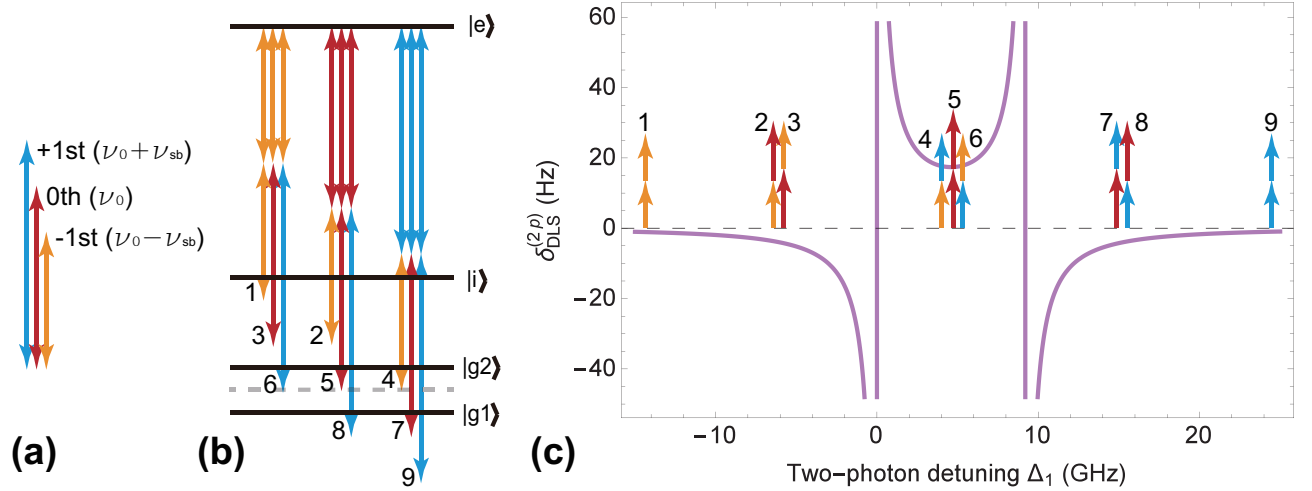 +1st (ν₀+νsb)
0th (ν₀)
-1st (ν₀−νsb)
(a)
|e⟩
|i⟩
|g2⟩
|g1⟩
1
3
2
6
5
4
8
7
9
(b)
δ(2p)DLS (Hz)
60
40
20
0
−20
−40
1
2
3
4
5
6
7
8
9
−10
0
10
20
Two−photon detuning Δ₁ (GHz)
(c)